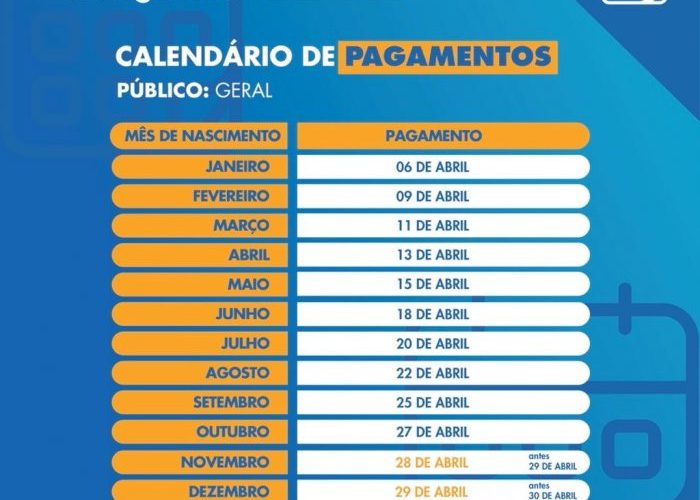 CALENDÁRIO DE PAGAMENTOS
PÚBLICO: GERAL
MÊS DE NASCIMENTO PAGAMENTO
JANEIRO 06 DE ABRIL
FEVEREIRO 09 DE ABRIL
MARÇO 11 DE ABRIL
ABRIL 13 DE ABRIL
MAIO 15 DE ABRIL
JUNHO 18 DE ABRIL
JULHO 20 DE ABRIL
AGOSTO 22 DE ABRIL
SETEMBRO 25 DE ABRIL
OUTUBRO 27 DE ABRIL
NOVEMBRO 28 DE ABRIL antes 29 DE ABRIL
DEZEMBRO 29 DE ABRIL antes 30 DE ABRIL